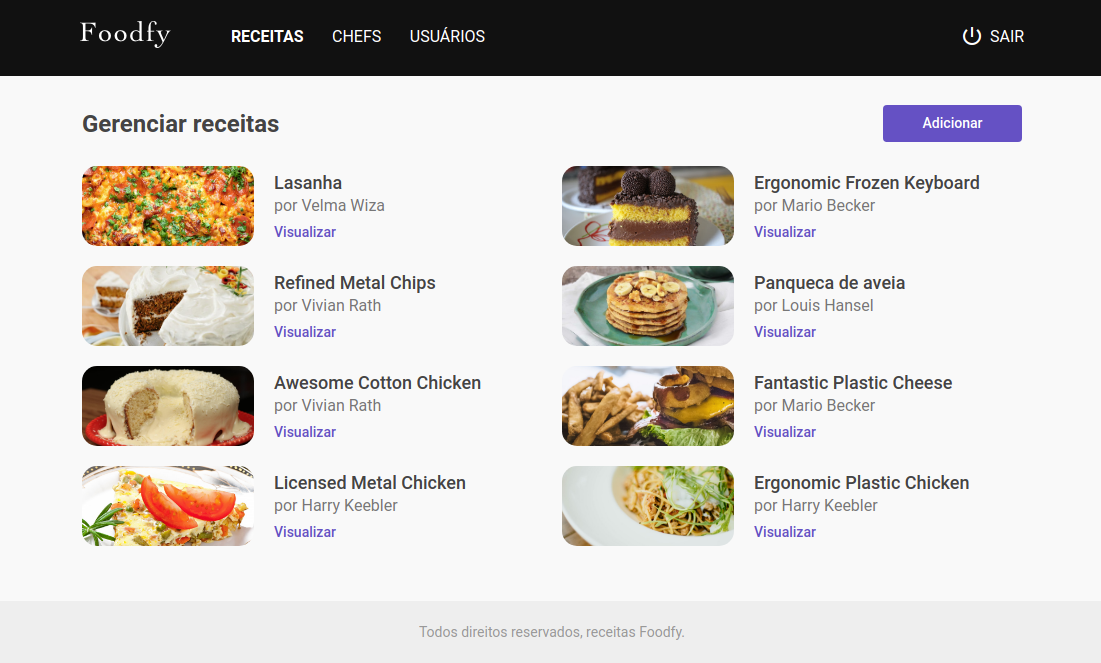 Foodfy
RECEITAS
CHEFS
USUÁRIOS
SAIR
Gerenciar receitas
Adicionar
Lasanha
por Velma Wiza
Visualizar
Ergonomic Frozen Keyboard
por Mario Becker
Visualizar
Refined Metal Chips
por Vivian Rath
Visualizar
Panqueca de aveia
por Louis Hansel
Visualizar
Awesome Cotton Chicken
por Vivian Rath
Visualizar
Fantastic Plastic Cheese
por Mario Becker
Visualizar
Licensed Metal Chicken
por Harry Keebler
Visualizar
Ergonomic Plastic Chicken
por Harry Keebler
Visualizar
Todos direitos reservados, receitas Foodfy.